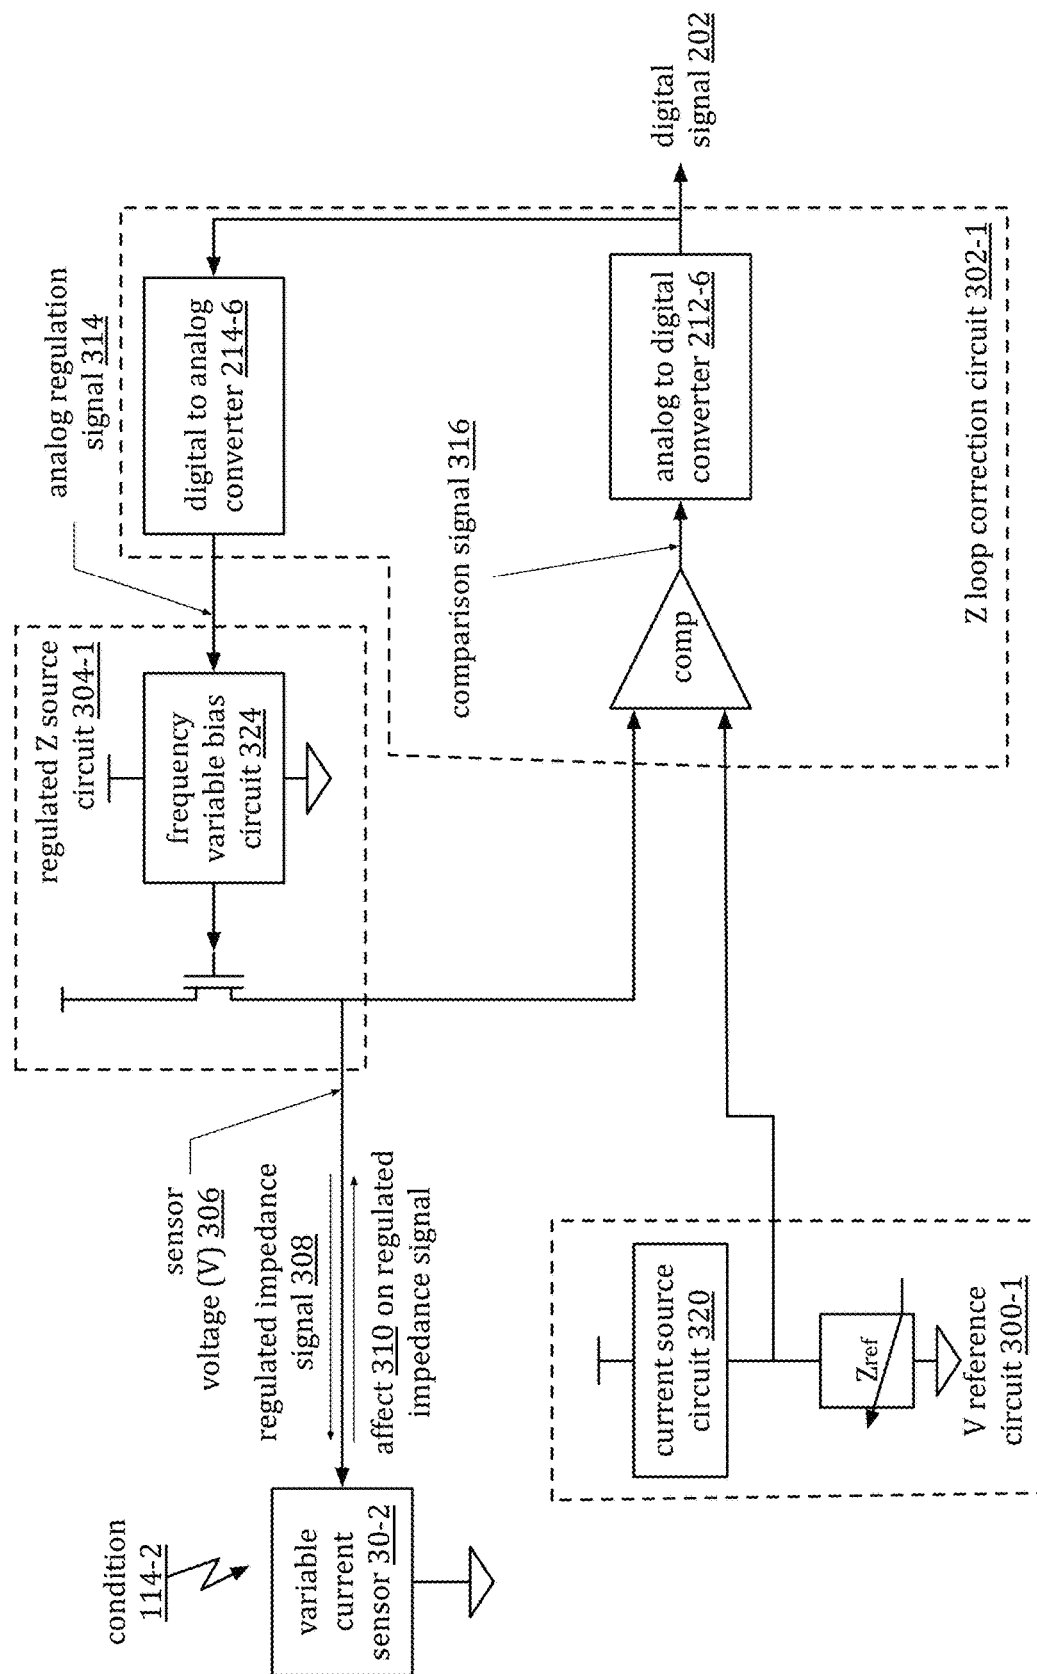 condition
114-2
variable
current
sensor 30-2
sensor
voltage (V) 306
regulated impedance
signal 308
affect 310 on regulated
impedance signal
regulated Z source
circuit 304-1
frequency
variable bias
circuit 324
analog regulation
signal 314
digital to analog
converter 214-6
current source
circuit 320
Zref
V reference
circuit 300-1
comp
comparison signal 316
analog to digital
converter 212-6
Z loop correction circuit 302-1
digital
signal 202